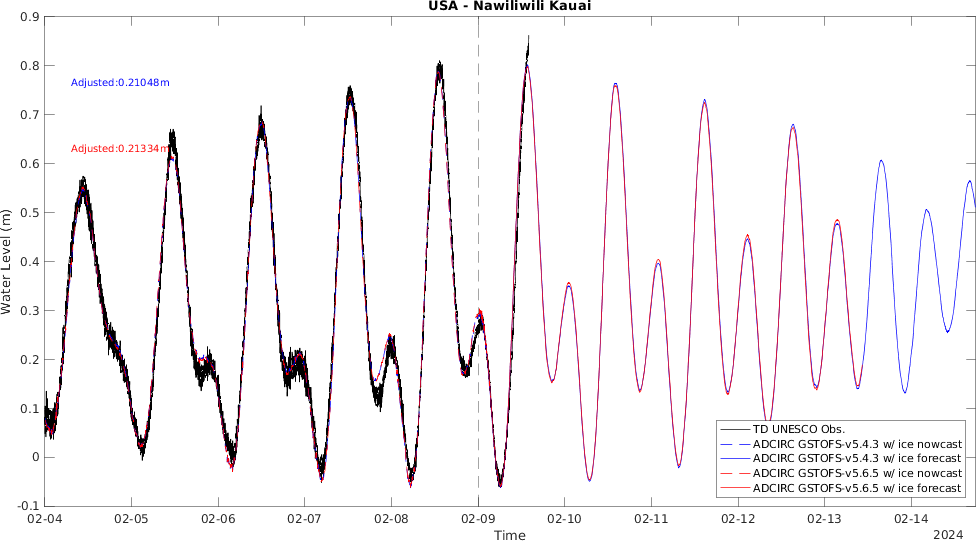 USA - Nawiliwili Kauai
0.9
0.8
0.7
0.6
0.5
0.4
0.3
0.2
0.1
0
-0.1
Water Level (m)
Adjusted:0.21048m
Adjusted:0.21334m
TD UNESCO Obs.
ADCIRC GSTOFS-v5.4.3 w/ ice nowcast
ADCIRC GSTOFS-v5.4.3 w/ ice forecast
ADCIRC GSTOFS-v5.6.5 w/ ice nowcast
ADCIRC GSTOFS-v5.6.5 w/ ice forecast
02-04 02-05 02-06 02-07 02-08 02-09 02-10 02-11 02-12 02-13 02-14
Time
2024